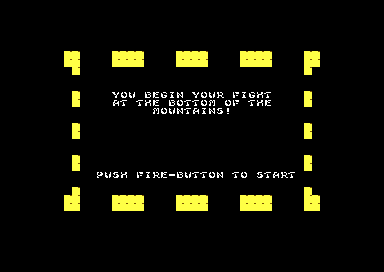 YOU BEGIN YOUR FIGHT
AT THE BOTTOM OF THE
MOUNTAINS!
PUSH FIRE-BUTTON TO START